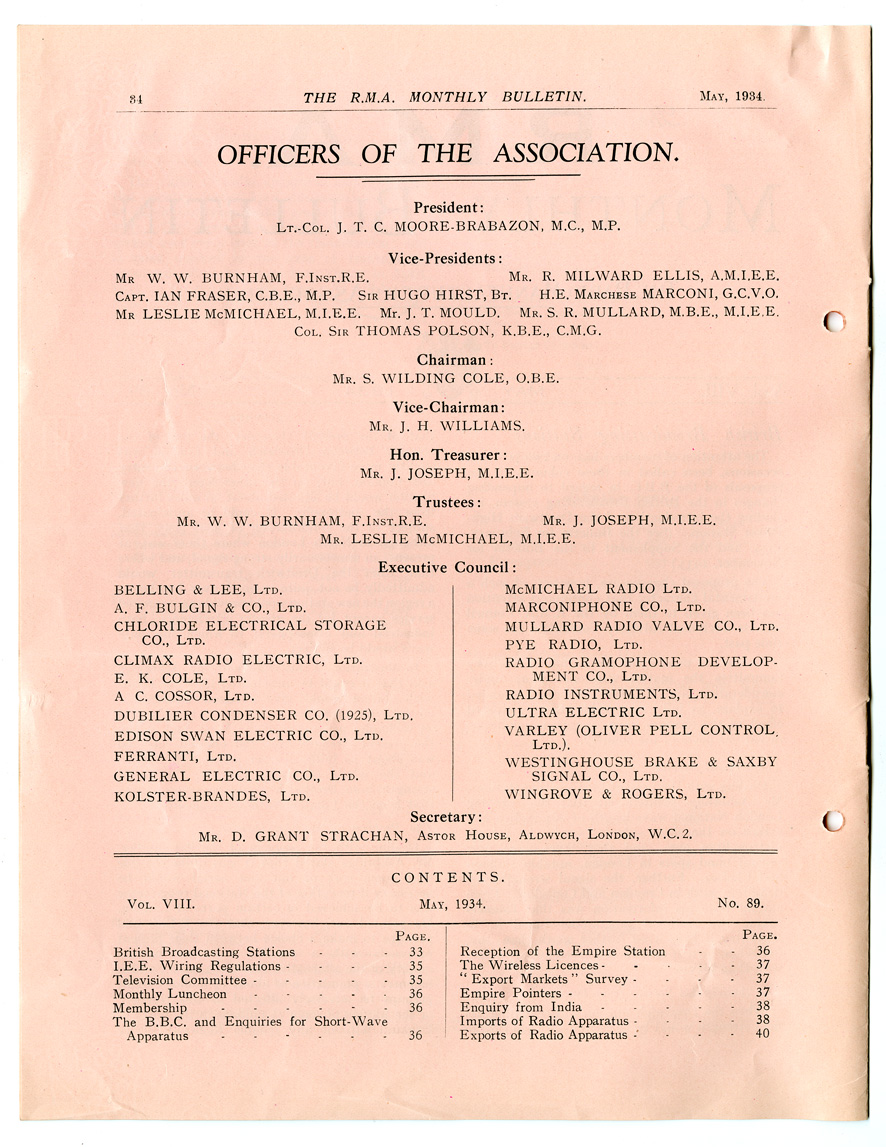 34 THE R.M.A. MONTHLY BULLETIN. MAY, 1934.
OFFICERS OF THE ASSOCIATION.
President:
LT.-COL. J. T. C. MOORE-BRABAZON, M.C., M.P.
Vice-Presidents:
MR W. W. BURNHAM, F.INST.R.E. MR. R. MILWARD ELLIS, A.M.I.E.E.
CAPT. IAN FRASER, C.B.E., M.P. SIR HUGO HIRST, BT. H.E. MARCHESE MARCONI, G.C.V.O.
MR LESLIE McMICHAEL, M.I.E.E. Mr. J. T. MOULD. MR. S. R. MULLARD, M.B.E., M.I.E.E.
COL. SIR THOMAS POLSON, K.B.E., C.M.G.
Chairman:
MR. S. WILDING COLE, O.B.E.
Vice-Chairman:
MR. J. H. WILLIAMS.
Hon. Treasurer:
MR. J. JOSEPH, M.I.E.E.
Trustees:
MR. W. W. BURNHAM, F.INST.R.E. MR. J. JOSEPH, M.I.E.E.
MR. LESLIE McMICHAEL, M.I.E.E.
Executive Council:
BELLING & LEE, LTD.
A. F. BULGIN & CO., LTD.
CHLORIDE ELECTRICAL STORAGE
CO., LTD.
CLIMAX RADIO ELECTRIC, LTD.
E. K. COLE, LTD.
A C. COSSOR, LTD.
DUBILIER CONDENSER CO. (1925), LTD.
EDISON SWAN ELECTRIC CO., LTD.
FERRANTI, LTD.
GENERAL ELECTRIC CO., LTD.
KOLSTER-BRANDES, LTD.
McMICHAEL RADIO LTD.
MARCONIPHONE CO., LTD.
MULLARD RADIO VALVE CO., LTD.
PYE RADIO, LTD.
RADIO GRAMOPHONE DEVELOP-
MENT CO., LTD.
RADIO INSTRUMENTS, LTD.
ULTRA ELECTRIC LTD.
VARLEY (OLIVER PELL CONTROL,
LTD.).
WESTINGHOUSE BRAKE & SAXBY
SIGNAL CO., LTD.
WINGROVE & ROGERS, LTD.
Secretary:
MR. D. GRANT STRACHAN, ASTOR HOUSE, ALDWYCH, LONDON, W.C.2.
CONTENTS.
VOL. VIII. MAY, 1934. No. 89.
PAGE.
British Broadcasting Stations - - - 33
I.E.E. Wiring Regulations - - - - 35
Television Committee - - - - - 35
Monthly Luncheon - - - - - 36
Membership - - - - - - 36
The B.B.C. and Enquiries for Short-Wave
Apparatus - - - - - - 36
PAGE.
Reception of the Empire Station - - 36
The Wireless Licences - - - - - 37
" Export Markets " Survey - - - - 37
Empire Pointers - - - - - - 37
Enquiry from India - - - - - 38
Imports of Radio Apparatus - - - - 38
Exports of Radio Apparatus - - - - 40